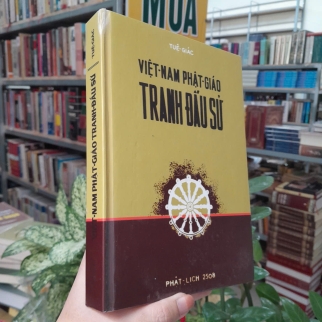 MUA
TUỆ-GIÁC
VIỆT-NAM PHẬT-GIÁO
TRANH-ĐẤU SỬ
PHẬT-LỊCH 2508
T-NAM PHẬT-GIÁO TRANH-ĐẤU SỬ